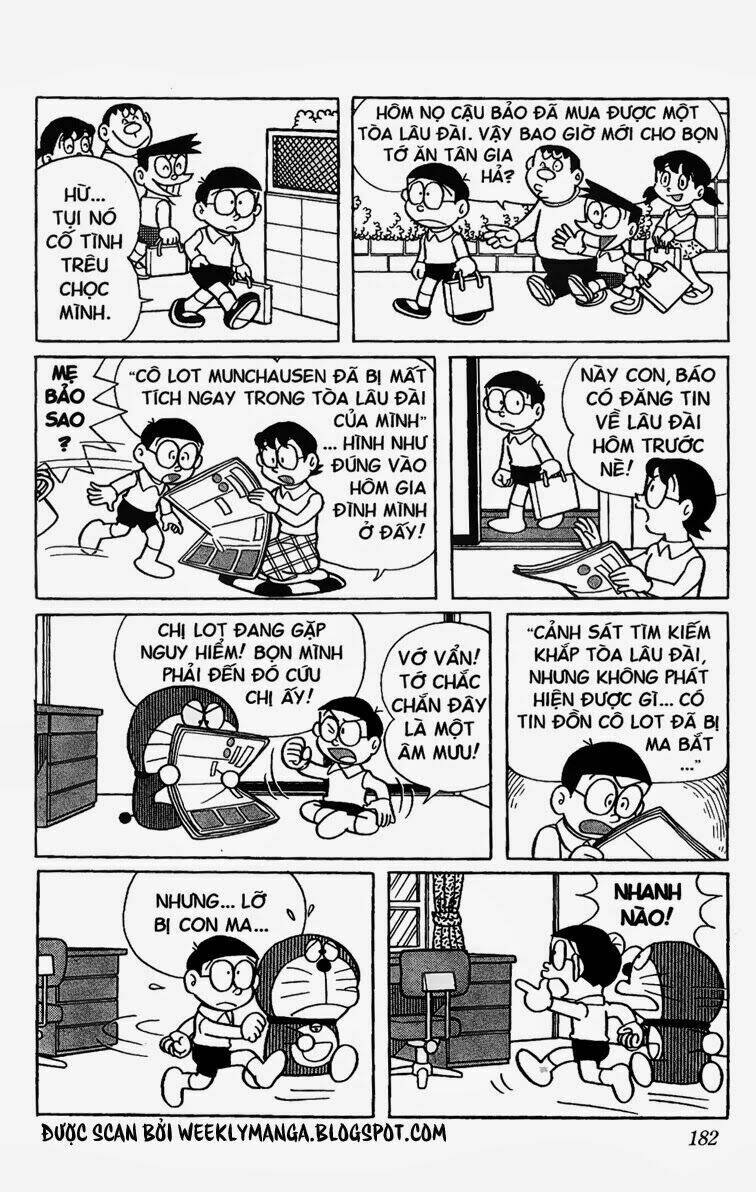 HÔM NỌ CẬU BẢO ĐÃ MUA ĐƯỢC MỘT
TÒA LÂU ĐÀI. VẬY BAO GIỜ MỚI CHO BỌN
TỚ ĂN TÂN GIA
HẢ?
HỪ...
TỤI NÓ
CỐ TÌNH
TRÊU
CHỌC
MÌNH.
NÀY CON, BÁO
CÓ ĐĂNG TIN
VỀ LÂU ĐÀI
HÔM TRƯỚC
NÈ!
"CÔ LOT MUNCHAUSEN ĐÃ BỊ MẤT
TÍCH NGAY TRONG TÒA LÂU ĐÀI
CỦA MÌNH"
... HÌNH NHƯ
ĐÚNG VÀO
HÔM GIA
ĐÌNH MÌNH
Ở ĐẤY!
MẸ
BẢO
SAO
?
"CẢNH SÁT TÌM KIẾM
KHẮP TÒA LÂU ĐÀI,
NHƯNG KHÔNG PHÁT
HIỆN ĐƯỢC GÌ... CÓ
TIN ĐỒN CÔ LOT ĐÃ BỊ
MA BẮT
..."
VỚ VẨN!
TỚ CHẮC
CHẮN ĐÂY
LÀ MỘT
ÂM MƯU!
CHỊ LOT ĐANG GẶP
NGUY HIỂM! BỌN MÌNH
PHẢI ĐẾN ĐÓ CỨU
CHỊ ẤY!
NHANH
NÀO!
NHƯNG... LỠ
BỊ CON MA...
ĐƯỢC SCAN BỞI WEEKLYMANGA.BLOGSPOT.COM
182